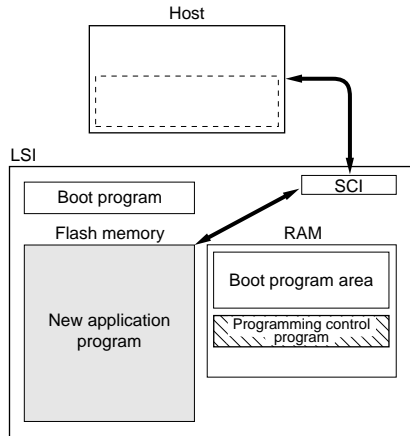 Host
LSI
SCI
Boot program
Flash memory
RAM
Boot program area
New application
program
Programming control
program